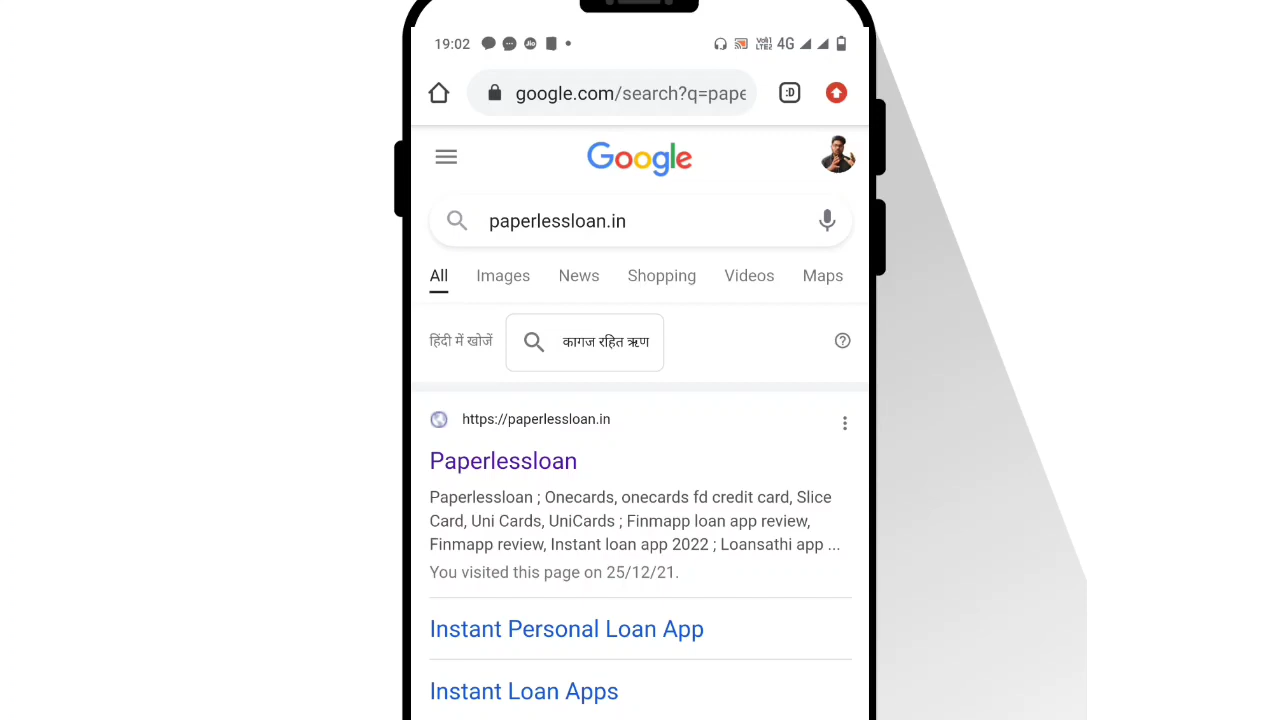 19:02 Jio VoLTE1 LTE2 4G
google.com/search?q=pape :D
Google
paperlessloan.in
All Images News Shopping Videos Maps
हिंदी में खोजें कागज रहित ऋण
https://paperlessloan.in
Paperlessloan
Paperlessloan ; Onecards, onecards fd credit card, Slice
Card, Uni Cards, UniCards ; Finmapp loan app review,
Finmapp review, Instant loan app 2022 ; Loansathi app ...
You visited this page on 25/12/21.
Instant Personal Loan App
Instant Loan Apps